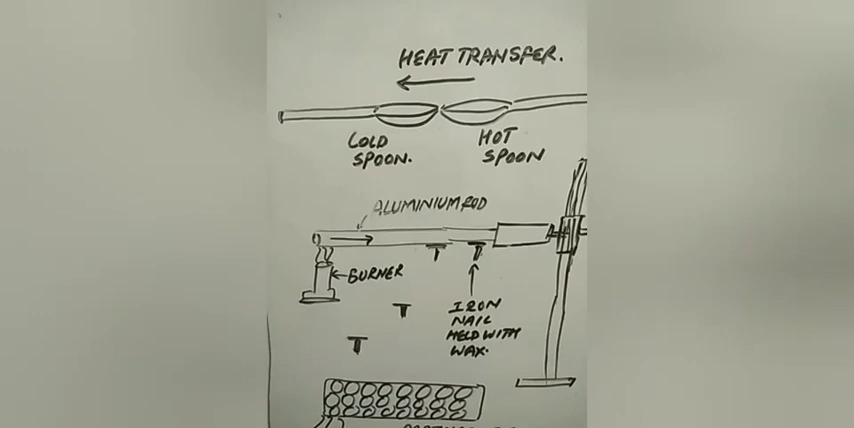 HEAT TRANSFER.
COLD
SPOON.
HOT
SPOON
ALUMINIUM ROD
BURNER
IRON
NAIL
HELD WITH
WAX.